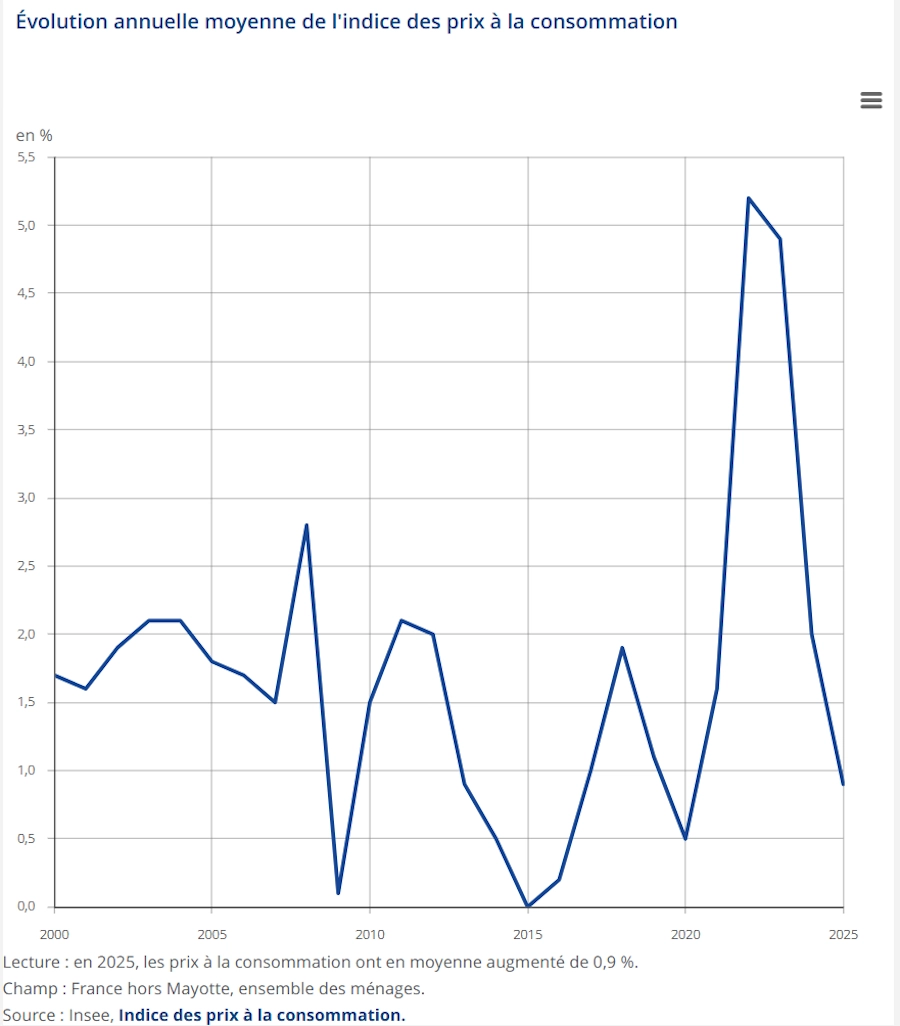 Évolution annuelle moyenne de l'indice des prix à la consommation
en %
5,5
5,0
4,5
4,0
3,5
3,0
2,5
2,0
1,5
1,0
0,5
0,0
2000 2005 2010 2015 2020 2025
Lecture : en 2025, les prix à la consommation ont en moyenne augmenté de 0,9 %.
Champ : France hors Mayotte, ensemble des ménages.
Source : Insee, Indice des prix à la consommation.